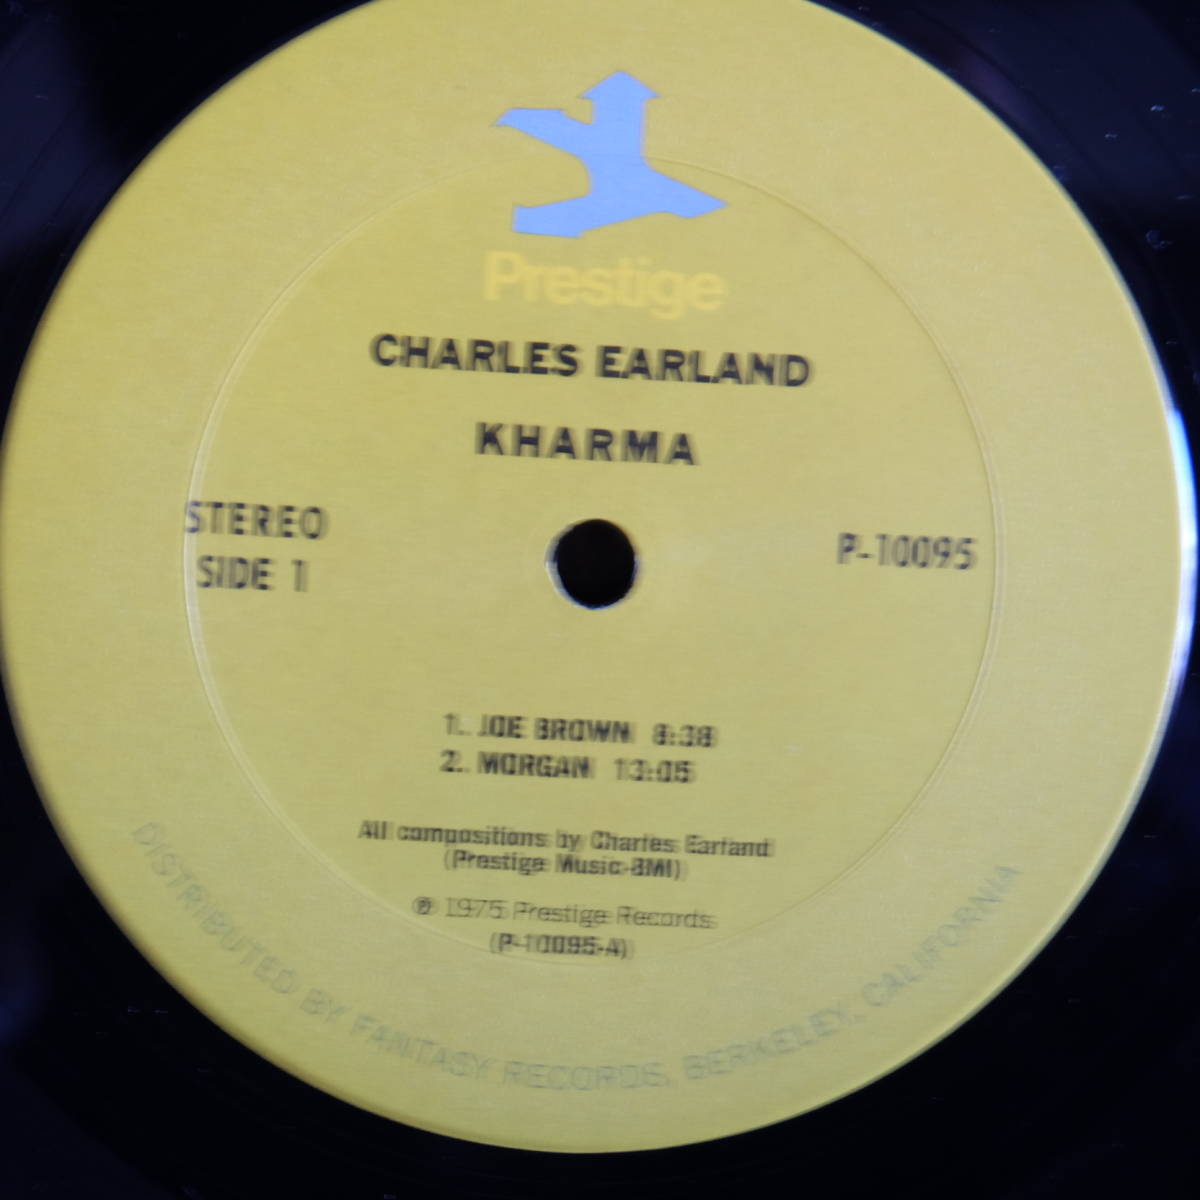 Prestige
CHARLES EARLAND
KHARMA
STEREO
SIDE 1
P-10095
1. JOE BROWN 8:38
2. MORGAN 13:05
All compositions by Charles Earland
(Prestige Music-BMI)
℗ 1975 Prestige Records
(P-10095-A)
DISTRIBUTED BY FANTASY RECORDS, BERKELEY, CALIFORNIA